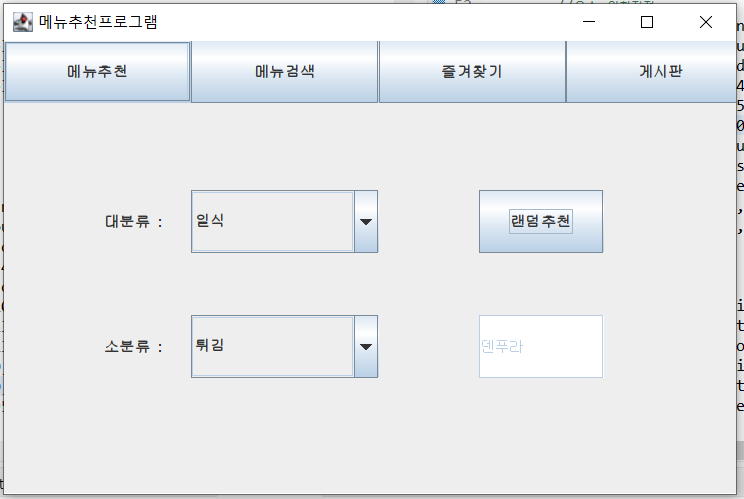 메뉴추천프로그램
메뉴추천 메뉴검색 즐겨찾기 게시판
대분류 : 일식 랜덤추천
소분류 : 튀김 덴푸라